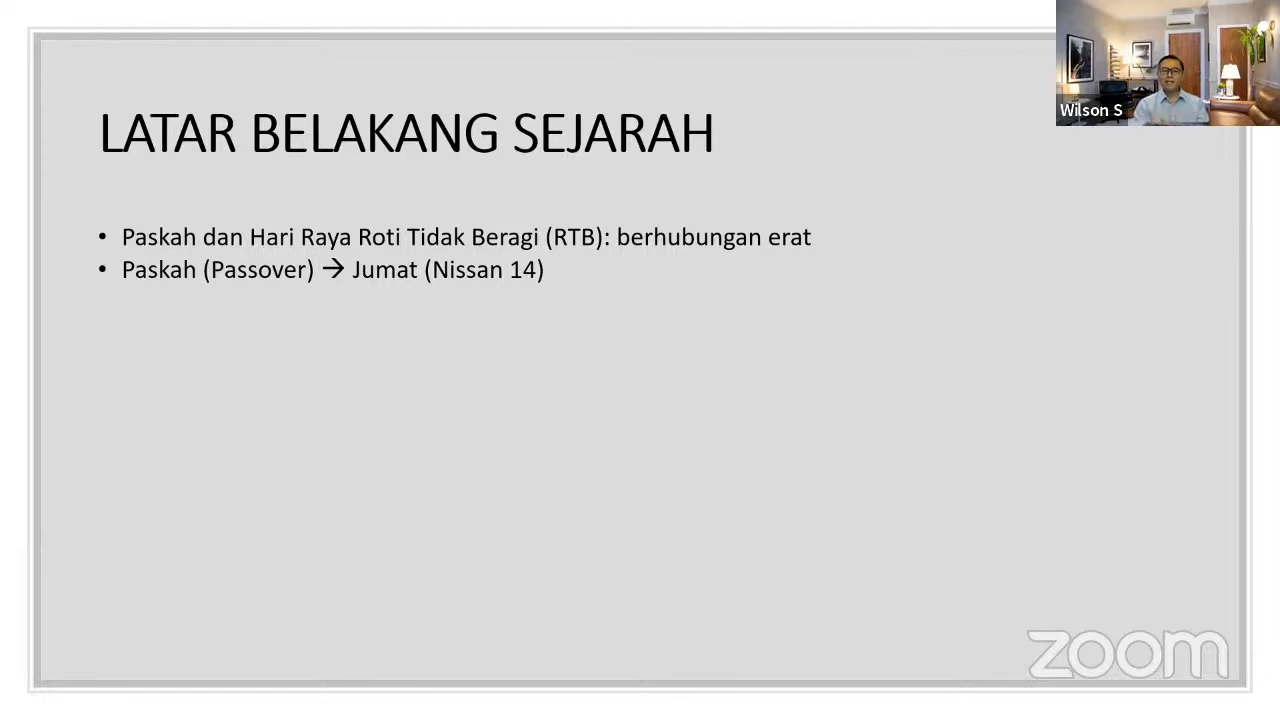 Wilson S
LATAR BELAKANG SEJARAH
• Paskah dan Hari Raya Roti Tidak Beragi (RTB): berhubungan erat
• Paskah (Passover) → Jumat (Nissan 14)
zoom